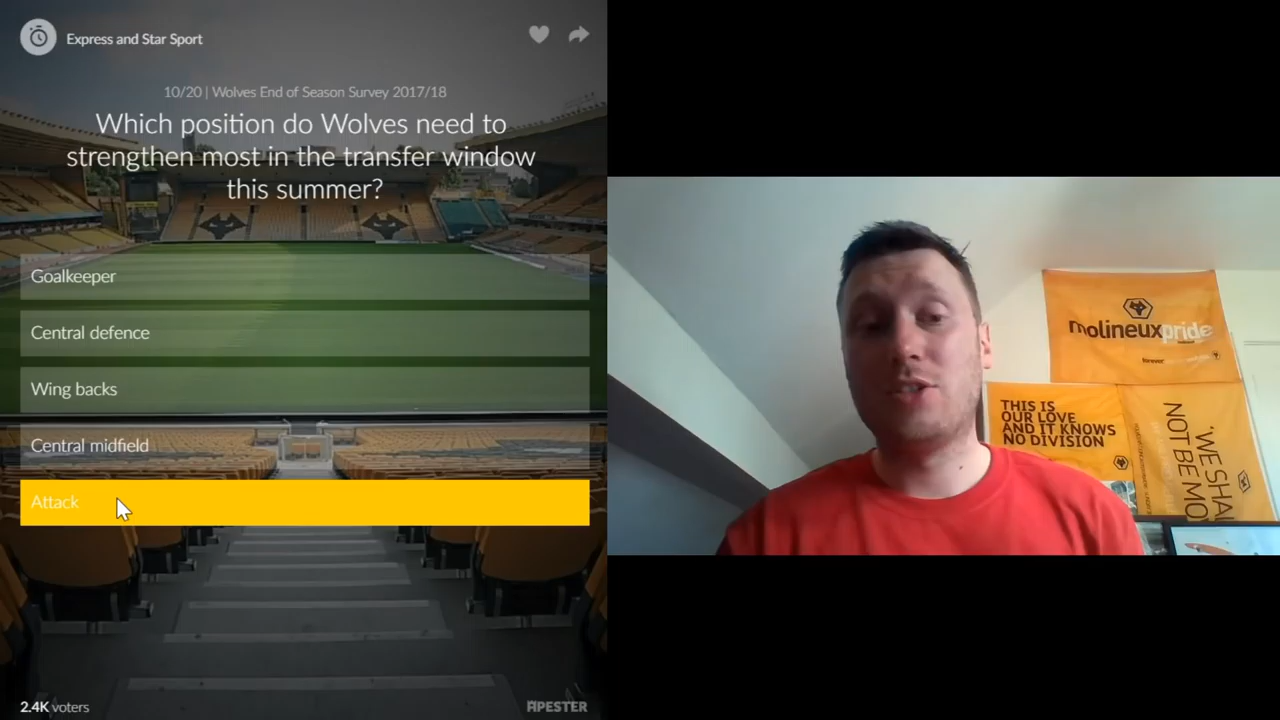 Express and Star Sport
10/20 | Wolves End of Season Survey 2017/18
Which position do Wolves need to
strengthen most in the transfer window
this summer?
Goalkeeper
Central defence
Wing backs
Central midfield
Attack
2.4K voters
APESTER
molineuxpride
forever
THIS IS
OUR LOVE
AND IT KNOWS
NO DIVISION
'WE SHAL
NOT BE MO